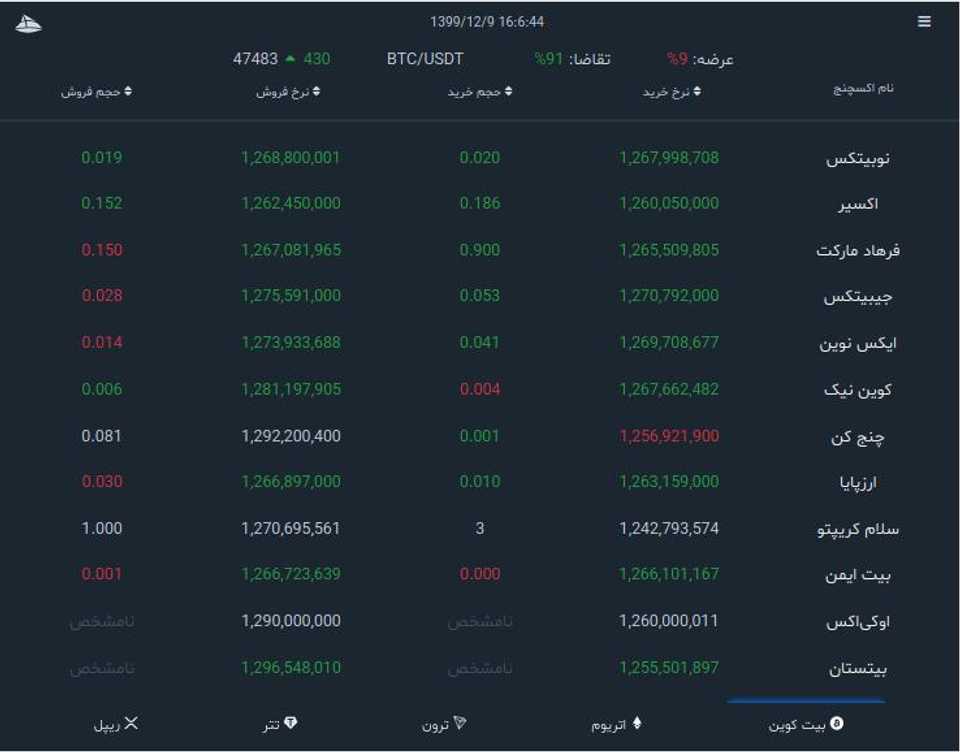 1399/12/9 16:6:44
عرضه: 9% تقاضا: 91% BTC/USDT 47483 430
نام اکسچنج نرخ خرید حجم خرید نرخ فروش حجم فروش
نوبیتکس 1,267,998,708 0.020 1,268,800,001 0.019
اکسیر 1,260,050,000 0.186 1,262,450,000 0.152
فرهاد مارکت 1,265,509,805 0.900 1,267,081,965 0.150
جیبیتکس 1,270,792,000 0.053 1,275,591,000 0.028
ایکس نوین 1,269,708,677 0.041 1,273,933,688 0.014
کوین نیک 1,267,662,482 0.004 1,281,197,905 0.006
چنج کن 1,256,921,900 0.001 1,292,200,400 0.081
ارزپایا 1,263,159,000 0.010 1,266,897,000 0.030
سلام کریپتو 1,242,793,574 3 1,270,695,561 1.000
بیت ایمن 1,266,101,167 0.000 1,266,723,639 0.001
اوکی‌اکس 1,260,000,011 نامشخص 1,290,000,000 نامشخص
بیتستان 1,255,501,897 نامشخص 1,296,548,010 نامشخص
بیت کوین اتریوم ترون تتر ریپل